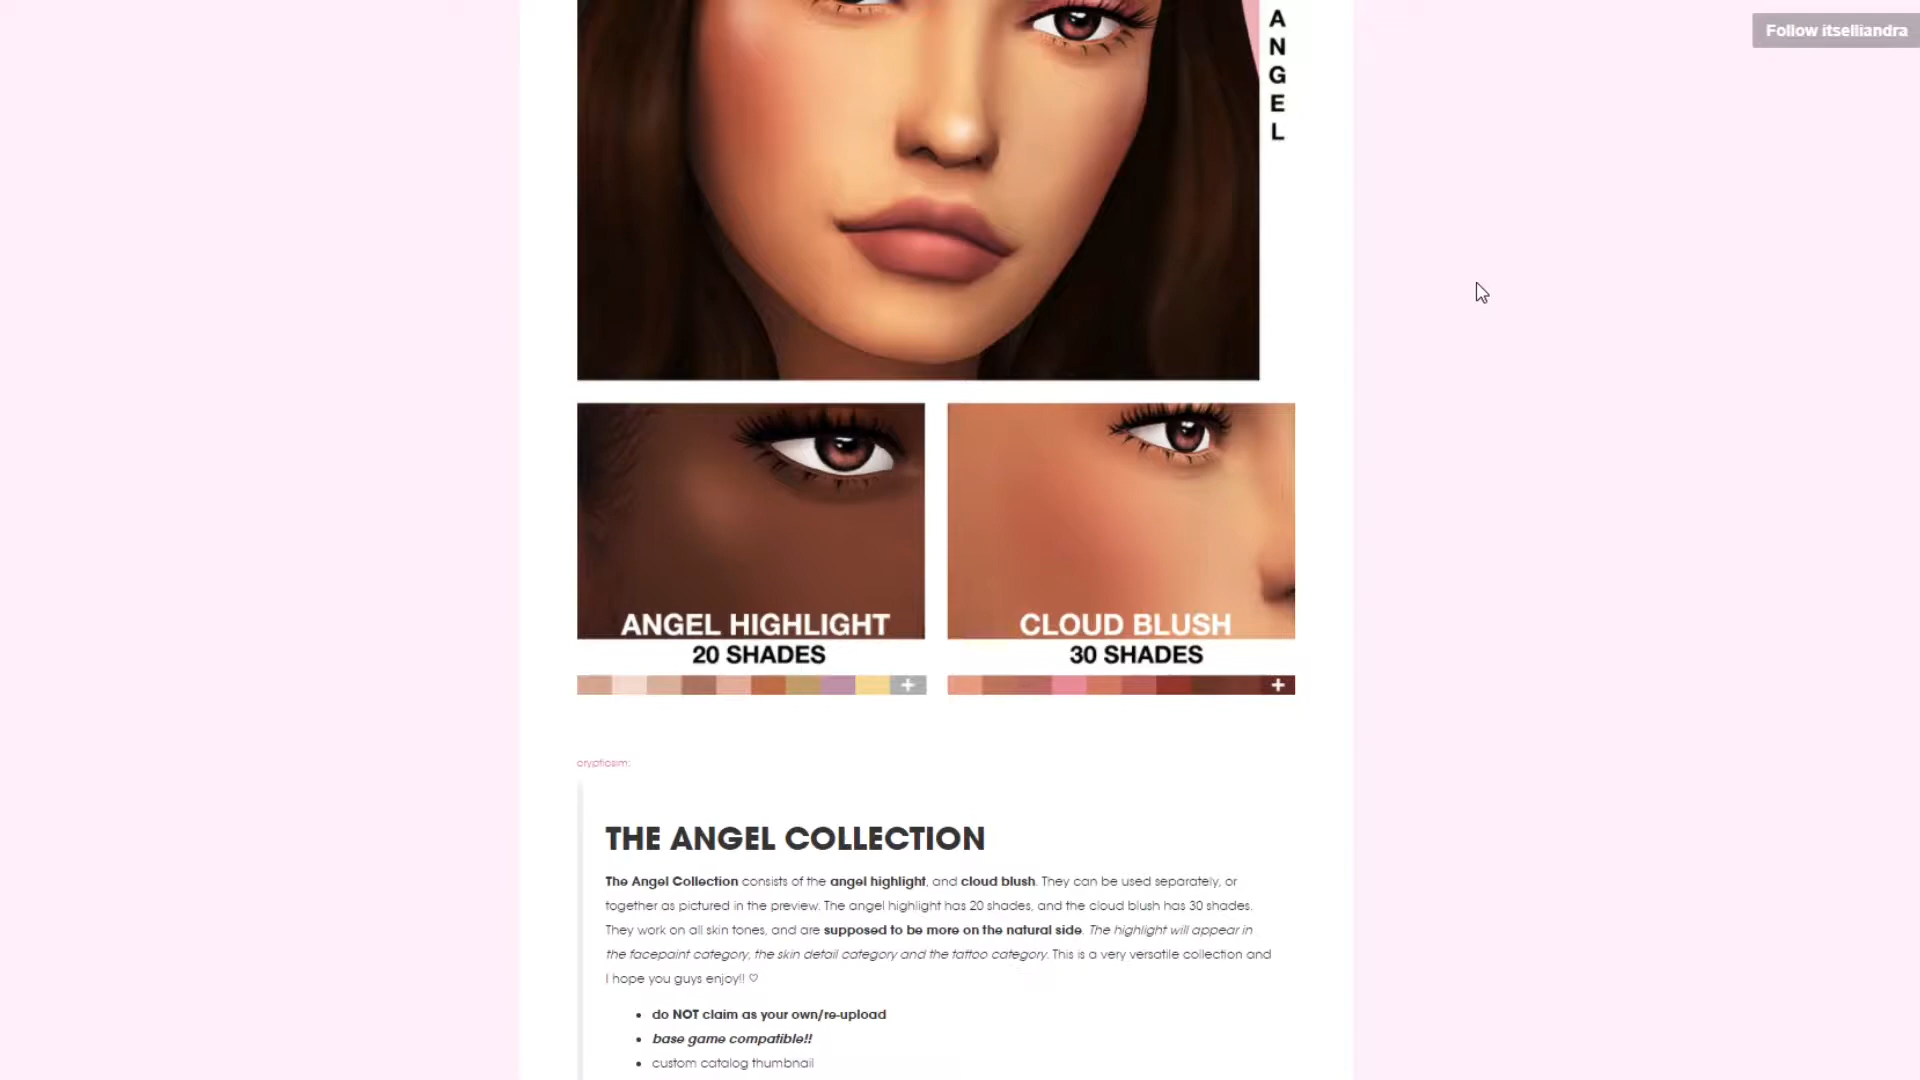 Follow itselliandra
A
N
G
E
L
ANGEL HIGHLIGHT
20 SHADES
+
CLOUD BLUSH
30 SHADES
+
crypticsim:
THE ANGEL COLLECTION
The Angel Collection consists of the angel highlight, and cloud blush. They can be used separately, or
together as pictured in the preview. The angel highlight has 20 shades, and the cloud blush has 30 shades.
They work on all skin tones, and are supposed to be more on the natural side. The highlight will appear in
the facepaint category, the skin detail category and the tattoo category. This is a very versatile collection and
I hope you guys enjoy!! ♡
• do NOT claim as your own/re-upload
• base game compatible!!
• custom catalog thumbnail